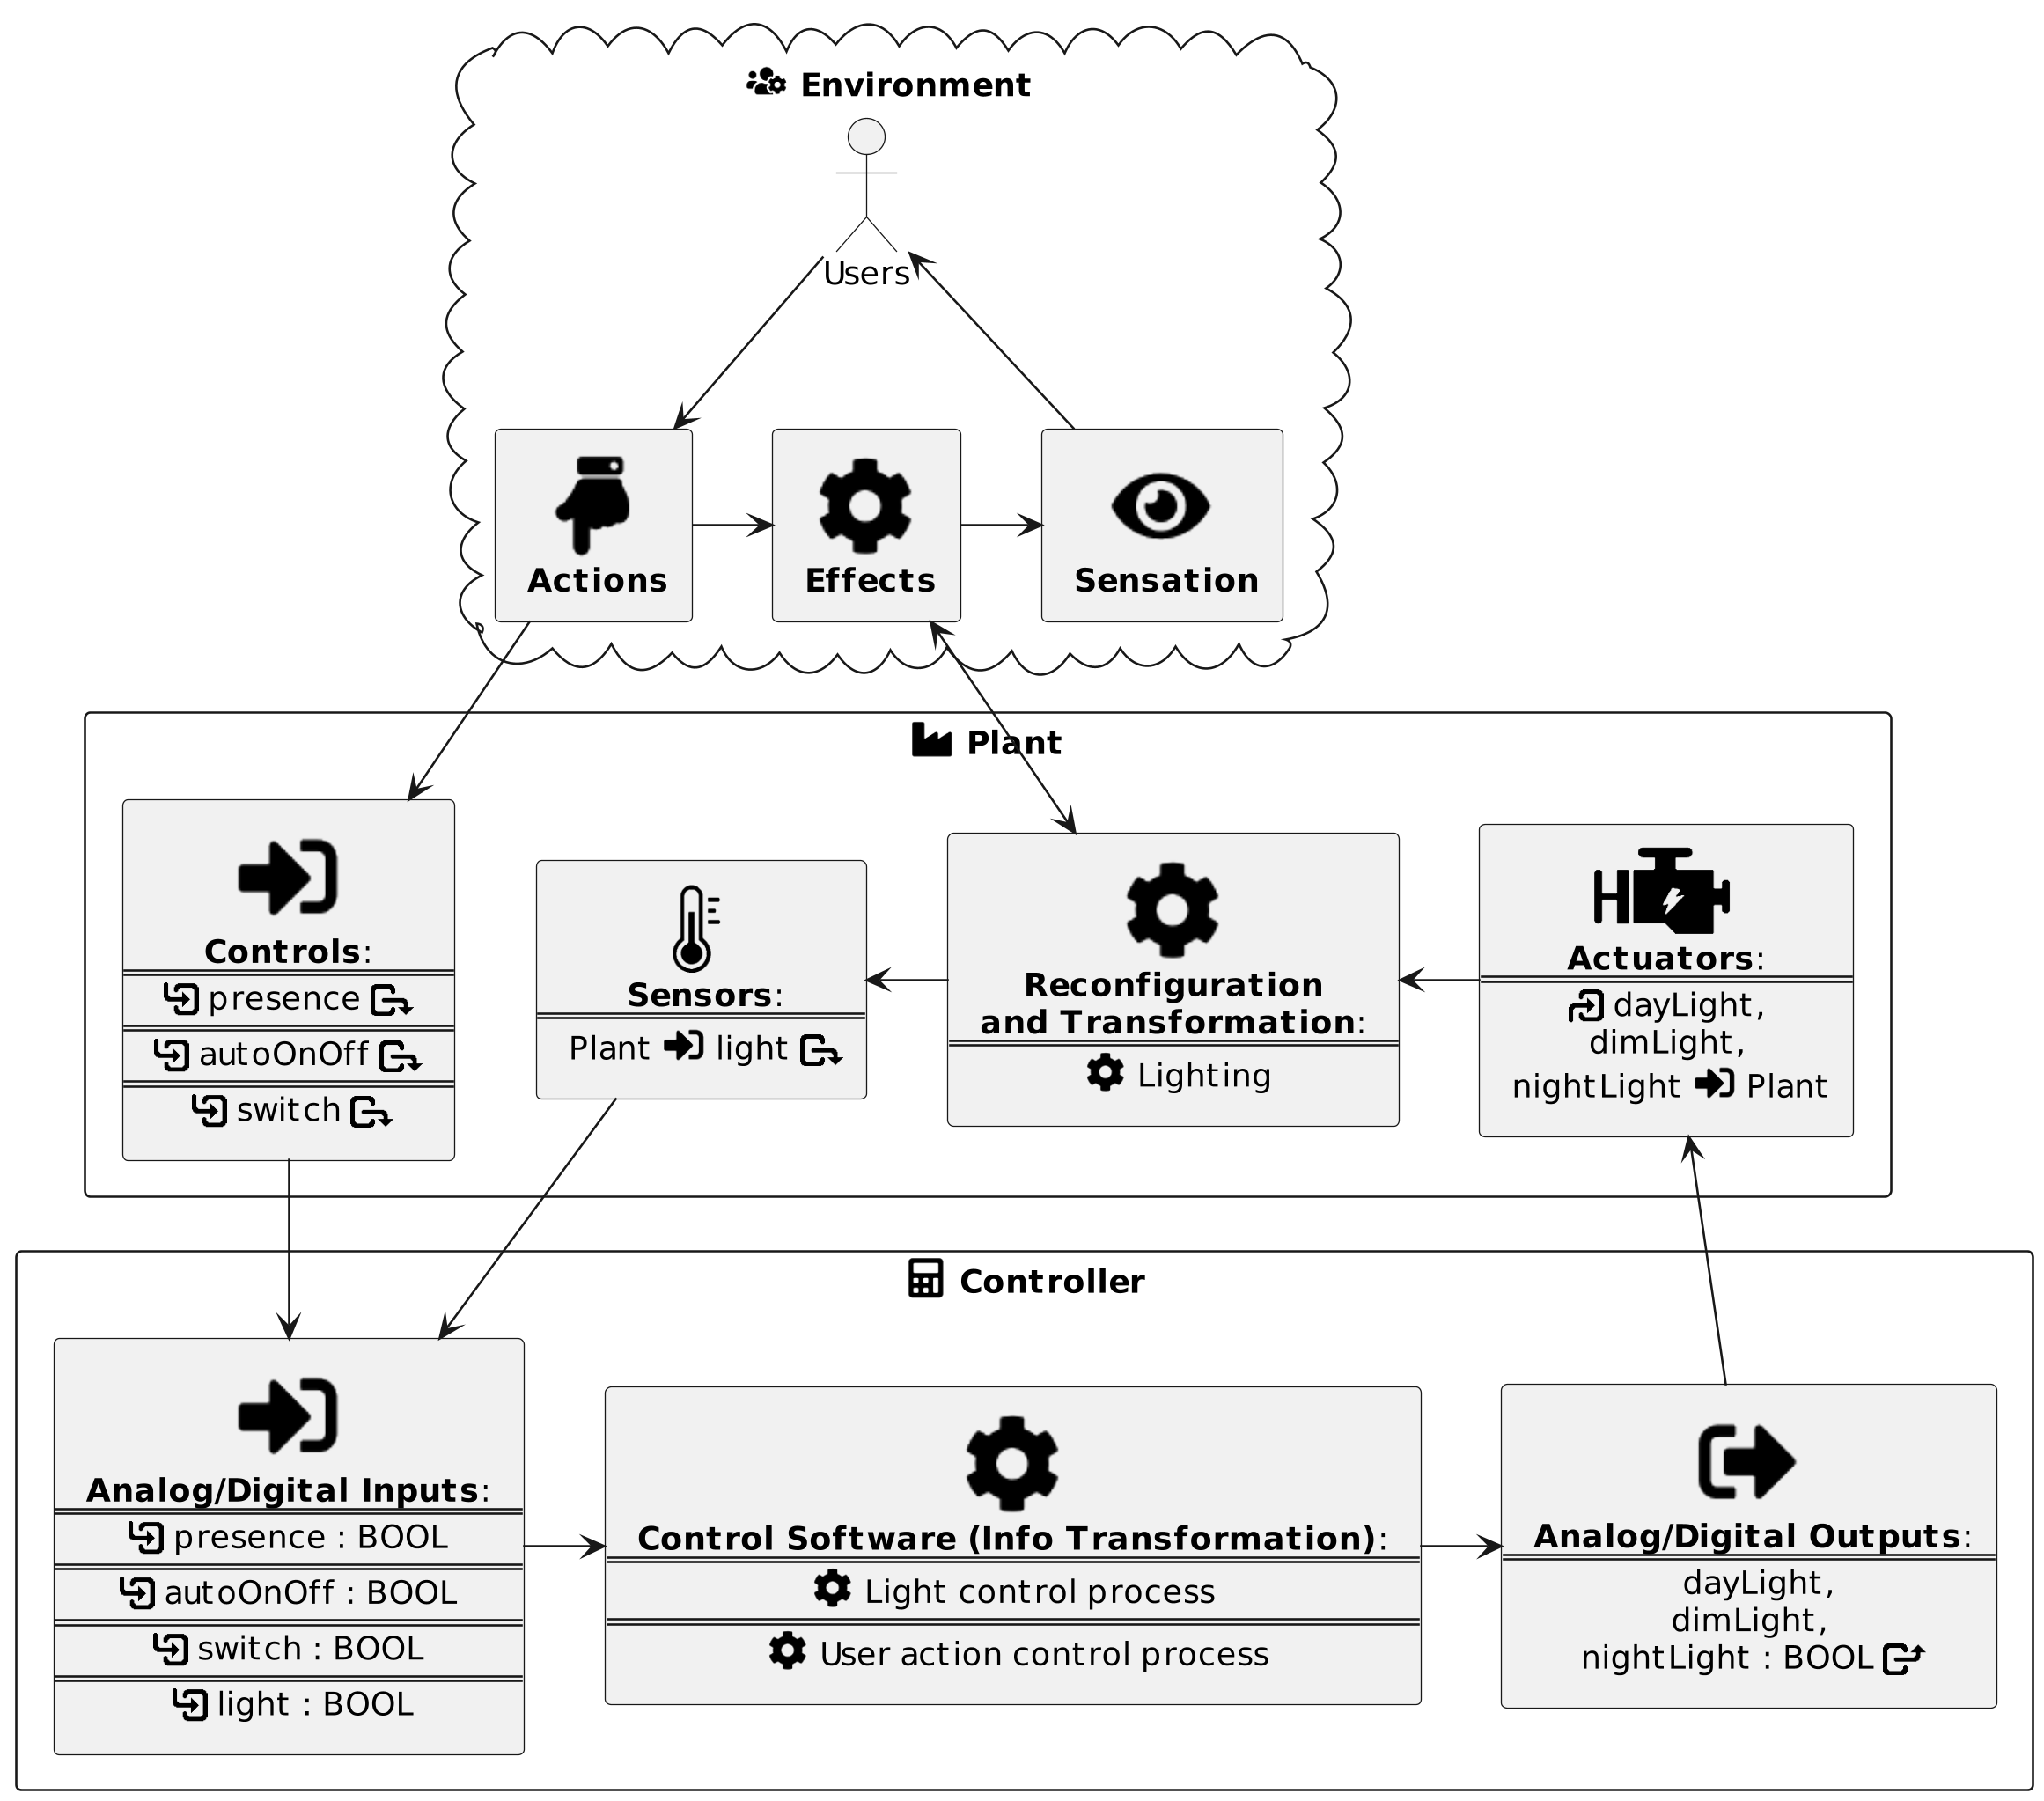 Environment
Users
Actions
Effects
Sensation
Plant
Controls:
presence
autoOnOff
switch
Sensors:
Plant light
Reconfiguration
and Transformation:
Lighting
Actuators:
dayLight,
dimLight,
nightLight Plant
Controller
Analog/Digital Inputs:
presence : BOOL
autoOnOff : BOOL
switch : BOOL
light : BOOL
Control Software (Info Transformation):
Light control process
User action control process
Analog/Digital Outputs:
dayLight,
dimLight,
nightLight : BOOL